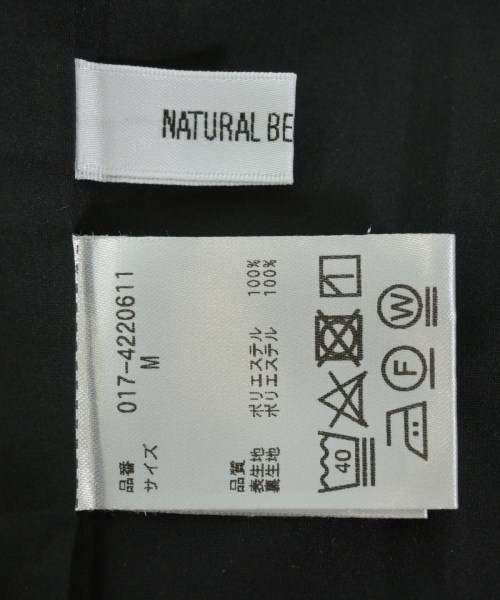 NATURAL BE
品番 017-4220611
サイズ M
品質
表生地 ポリエステル 100%
裏生地 ポリエステル 100%
40
W
F